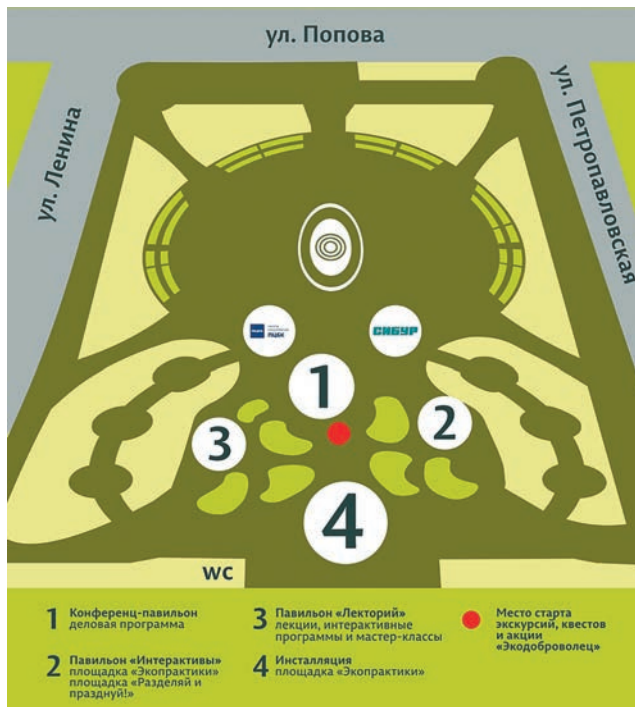 ул. Попова
ул. Ленина
ул. Петропавловская
ПЦБК
СИБУР
1
2
3
4
WC
1 Конференц-павильон
деловая программа
2 Павильон «Интерактивы»
площадка «Экопрактики»
площадка «Разделяй и
празднуй!»
3 Павильон «Лекторий»
лекции, интерактивные
программы и мастер-классы
4 Инсталляция
площадка «Экопрактики»
Место старта
экскурсий, квестов
и акции
«Экодоброволец»